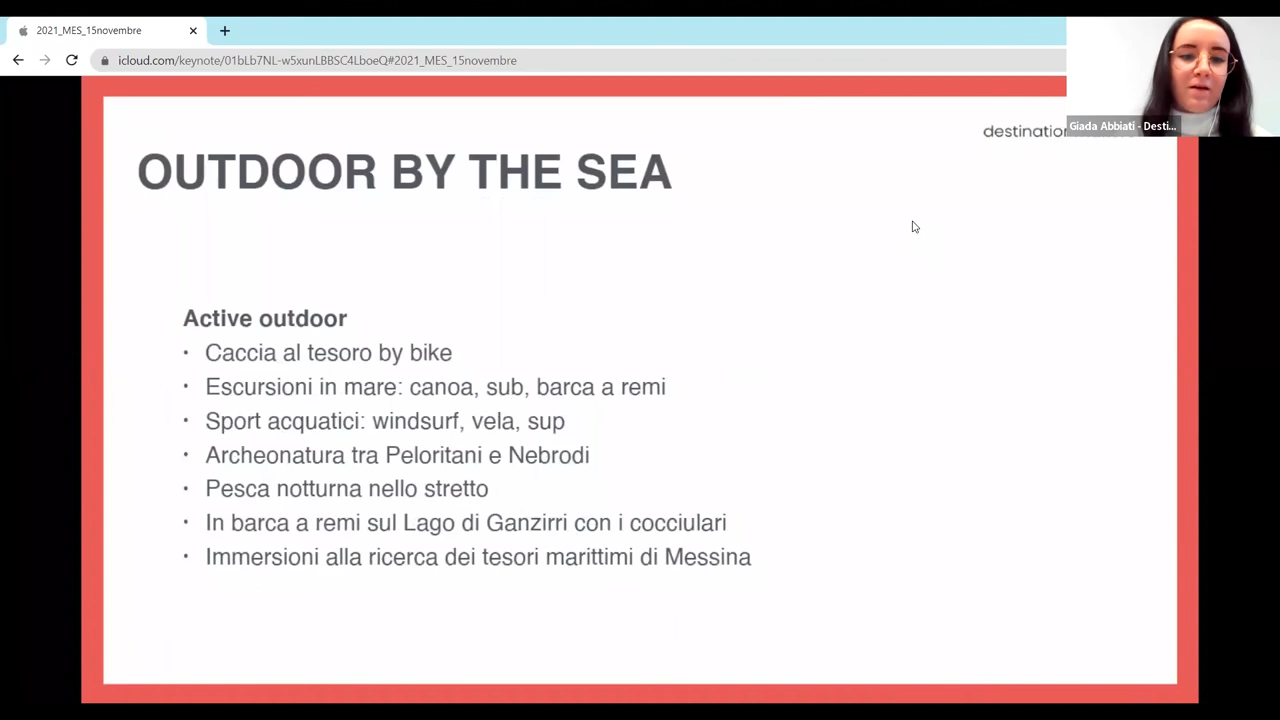 2021_MES_15novembre
icloud.com/keynote/01bLb7NL-w5xunLBBSC4LboeQ#2021_MES_15novembre
Giada Abbiati - Desti...
destination
OUTDOOR BY THE SEA
Active outdoor
· Caccia al tesoro by bike
· Escursioni in mare: canoa, sub, barca a remi
· Sport acquatici: windsurf, vela, sup
· Archeonatura tra Peloritani e Nebrodi
· Pesca notturna nello stretto
· In barca a remi sul Lago di Ganzirri con i cocciulari
· Immersioni alla ricerca dei tesori marittimi di Messina